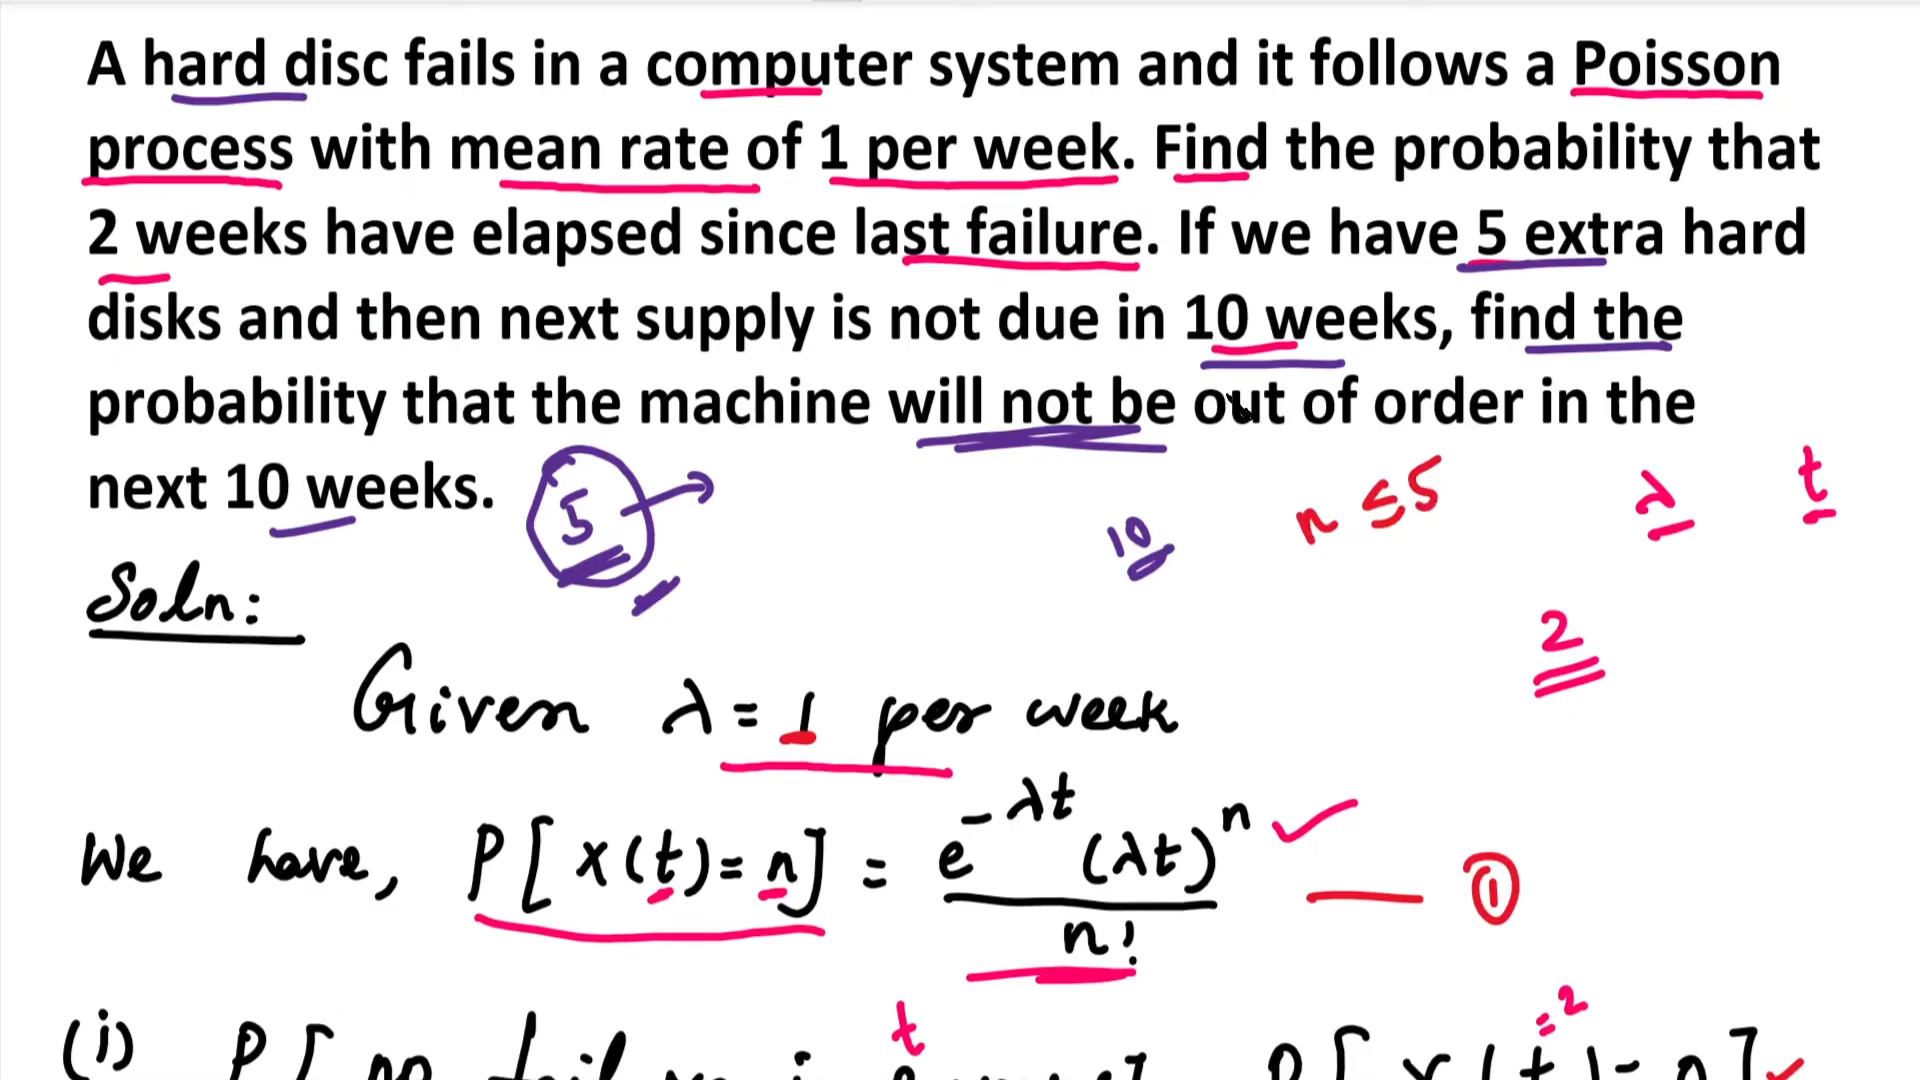 A hard disc fails in a computer system and it follows a Poisson
process with mean rate of 1 per week. Find the probability that
2 weeks have elapsed since last failure. If we have 5 extra hard
disks and then next supply is not due in 10 weeks, find the
probability that the machine will not be out of order in the
next 10 weeks.
5 10 n ≤ 5 λ t
Soln:
2
Given λ = 1 per week
We have, P[X(t) = n] = e^{-λt} (λt)^n / n! — ①
t = 2
(i) P[no